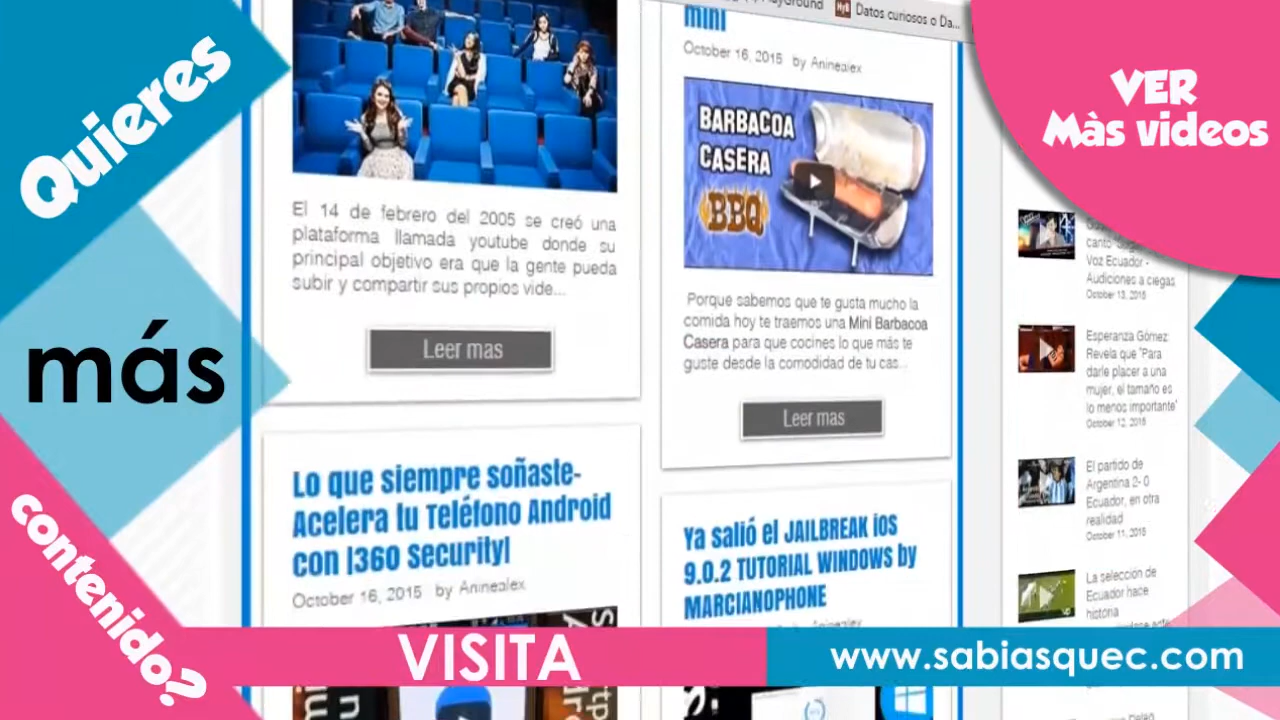 Quieres
más
contenido?
El 14 de febrero del 2005 se creó una
plataforma llamada youtube donde su
principal objetivo era que la gente pueda
subir y compartir sus propios vide...
Leer mas
Lo que siempre soñaste-
Acelera tu Teléfono Android
con |360 Security|
October 16, 2015 by Aninealex
Datos curiosos o Da...
mini
October 16, 2015 by Aninealex
BARBACOA
CASERA
BBQ
Porque sabemos que te gusta mucho la
comida hoy te traemos una Mini Barbacoa
Casera para que cocines lo que más te
guste desde la comodidad de tu cas...
Leer mas
Ya salió el JAILBREAK ios
9.0.2 TUTORIAL WINDOWS by
MARCIANOPHONE
VER
Màs videos
Voz Ecuador -
Audiciones a ciegas
October 13, 2015
Esperanza Gómez:
Revela que "Para
darle placer a una
mujer, el tamaño es
lo menos importante"
October 12, 2015
El partido de
Argentina 2- 0
Ecuador, en otra
realidad
October 11, 2015
La selección de
Ecuador hace
historia
VISITA
www.sabiasquec.com